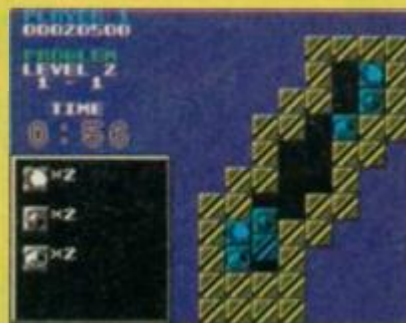 PLAYER 1
00020500
PROBLEM
LEVEL 2
1 - 1
TIME
0:56
×2
×2
×2